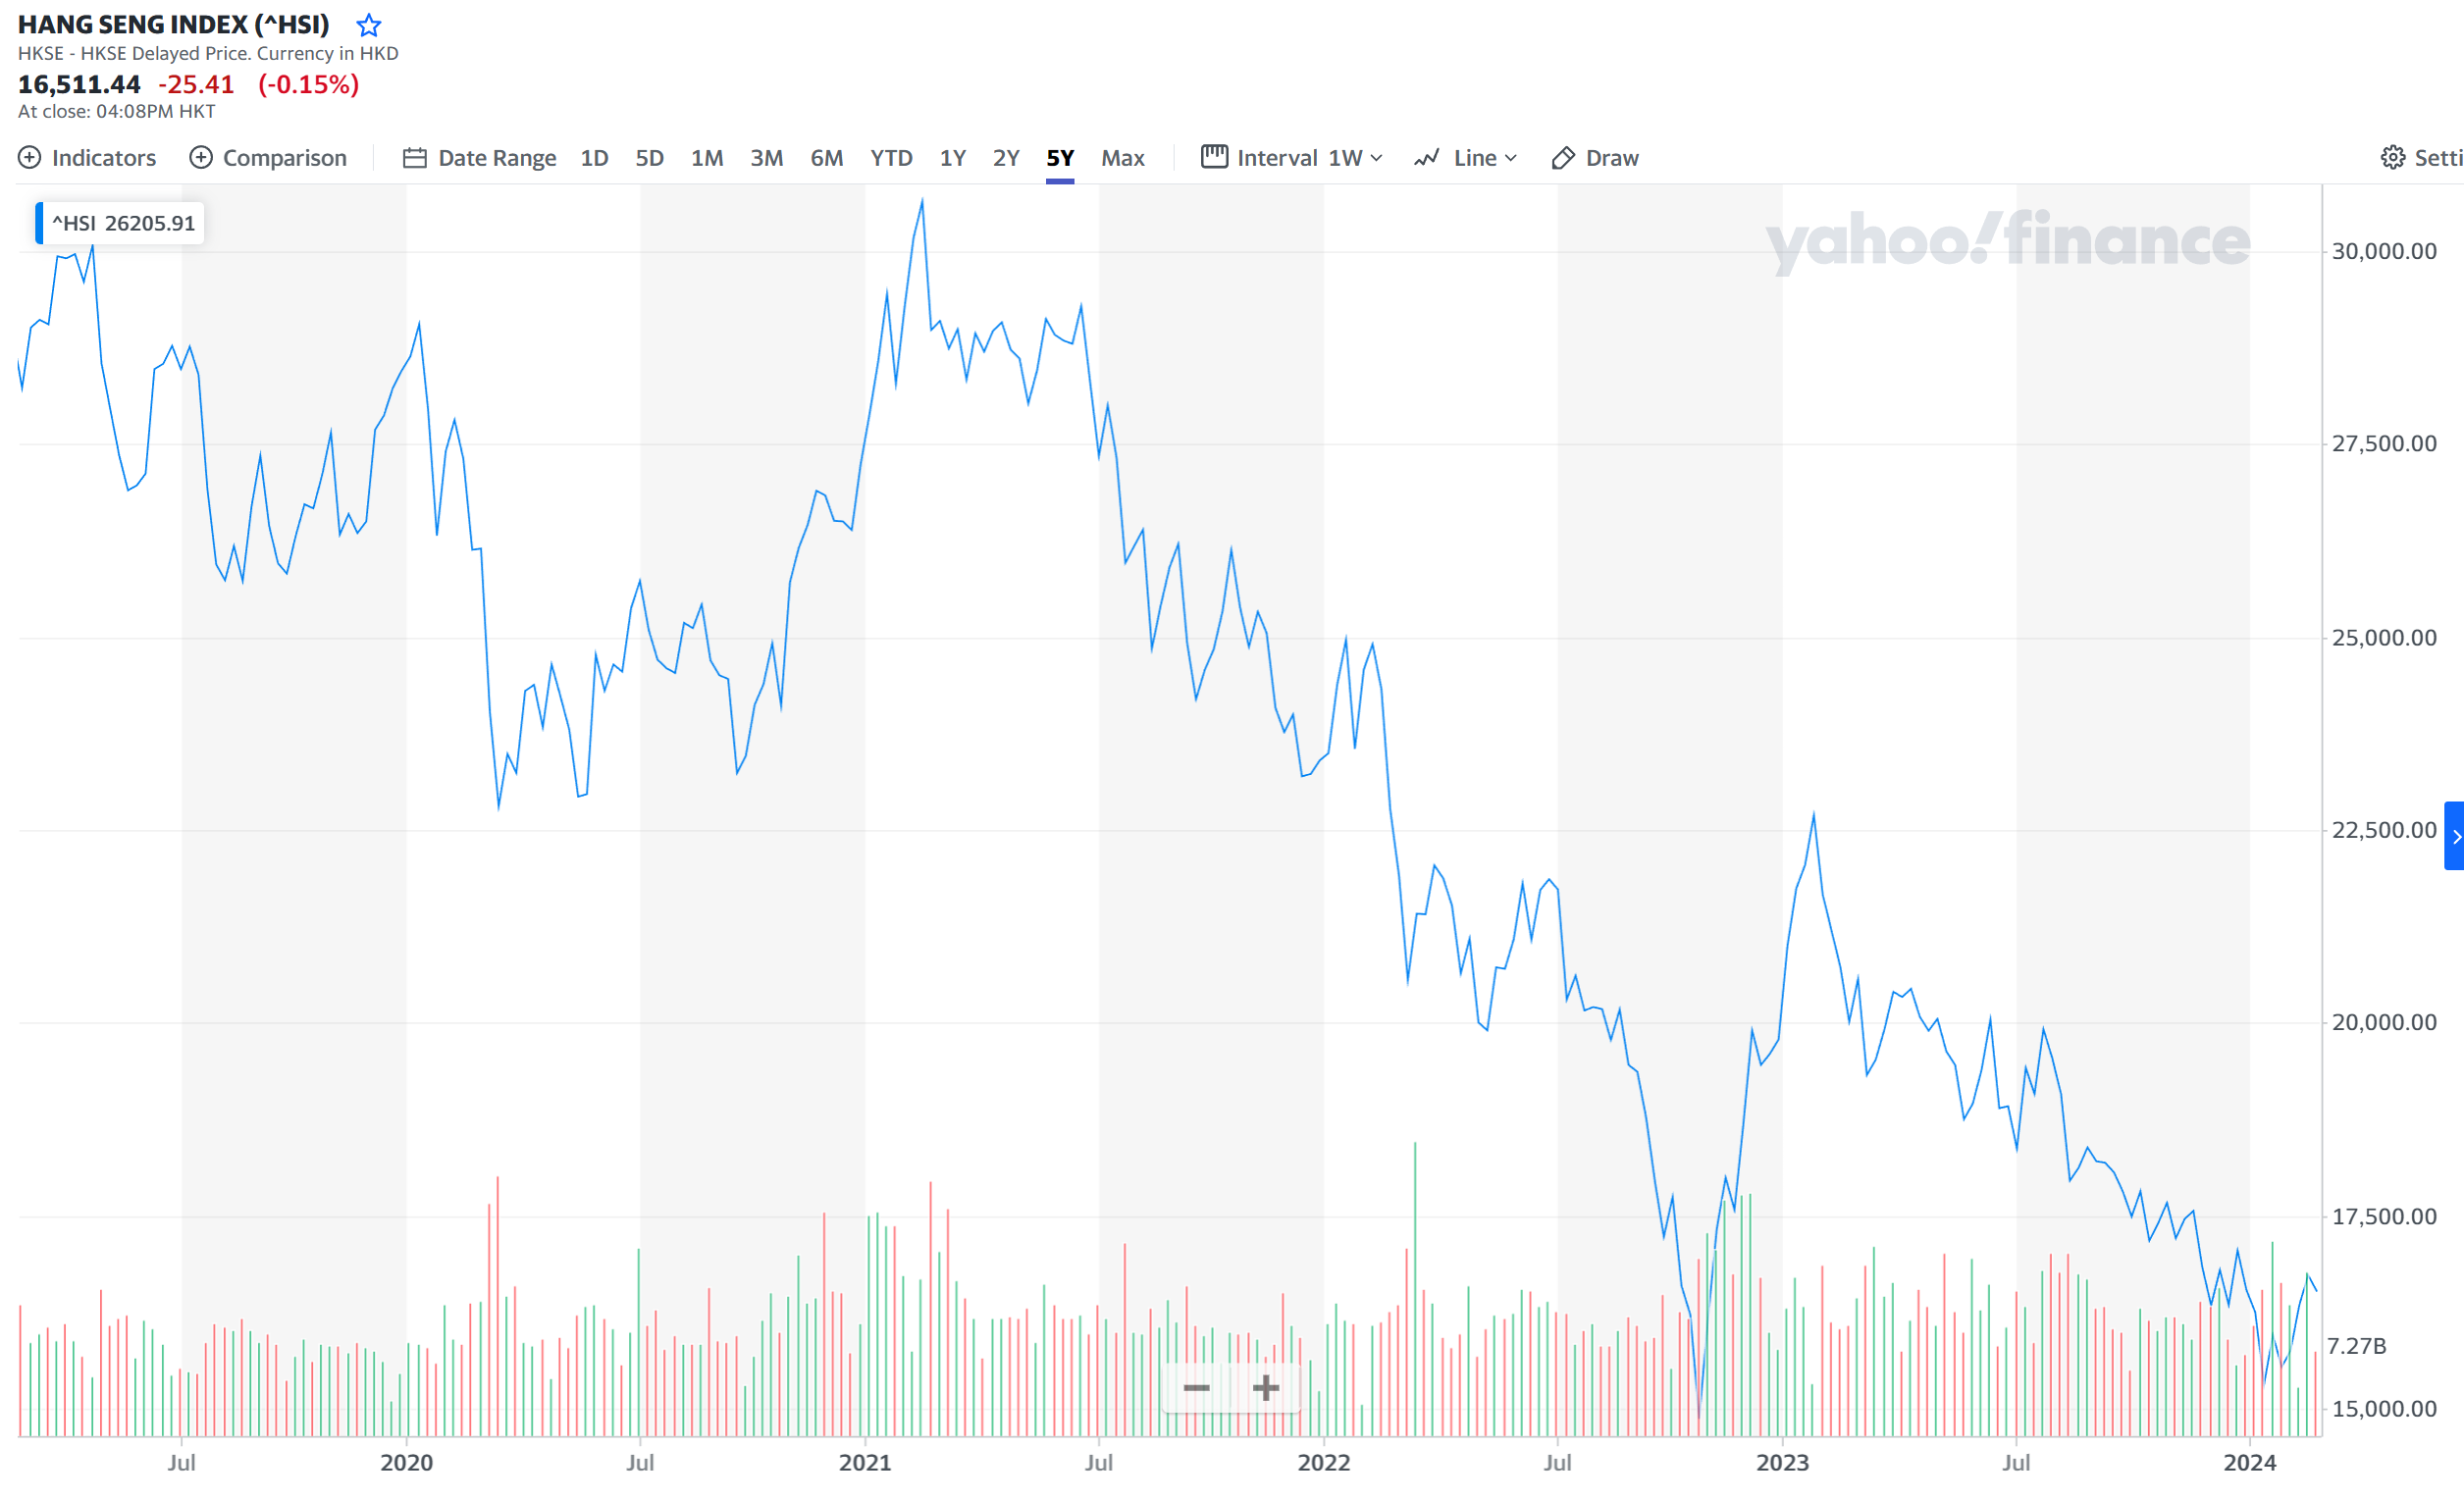 HANG SENG INDEX (^HSI)
HKSE - HKSE Delayed Price. Currency in HKD
16,511.44 -25.41 (-0.15%)
At close: 04:08PM HKT
Indicators Comparison Date Range 1D 5D 1M 3M 6M YTD 1Y 2Y 5Y Max Interval 1W Line Draw Setti
^HSI 26205.91
yahoo!finance
30,000.00
27,500.00
25,000.00
22,500.00
20,000.00
17,500.00
7.27B
15,000.00
Jul 2020 Jul 2021 Jul 2022 Jul 2023 Jul 2024